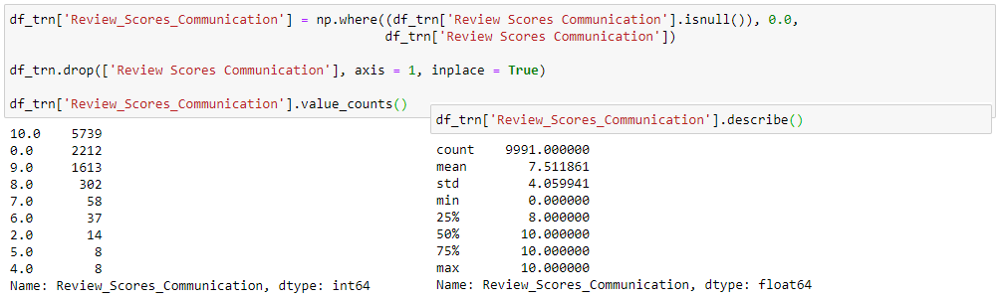 df_trn['Review_Scores_Communication'] = np.where((df_trn['Review Scores Communication'].isnull()), 0.0,
df_trn['Review Scores Communication'])
df_trn.drop(['Review Scores Communication'], axis = 1, inplace = True)
df_trn['Review_Scores_Communication'].value_counts()
10.0 5739
0.0 2212
9.0 1613
8.0 302
7.0 58
6.0 37
2.0 14
5.0 8
4.0 8
Name: Review_Scores_Communication, dtype: int64
df_trn['Review_Scores_Communication'].describe()
count 9991.000000
mean 7.511861
std 4.059941
min 0.000000
25% 8.000000
50% 10.000000
75% 10.000000
max 10.000000
Name: Review_Scores_Communication, dtype: float64